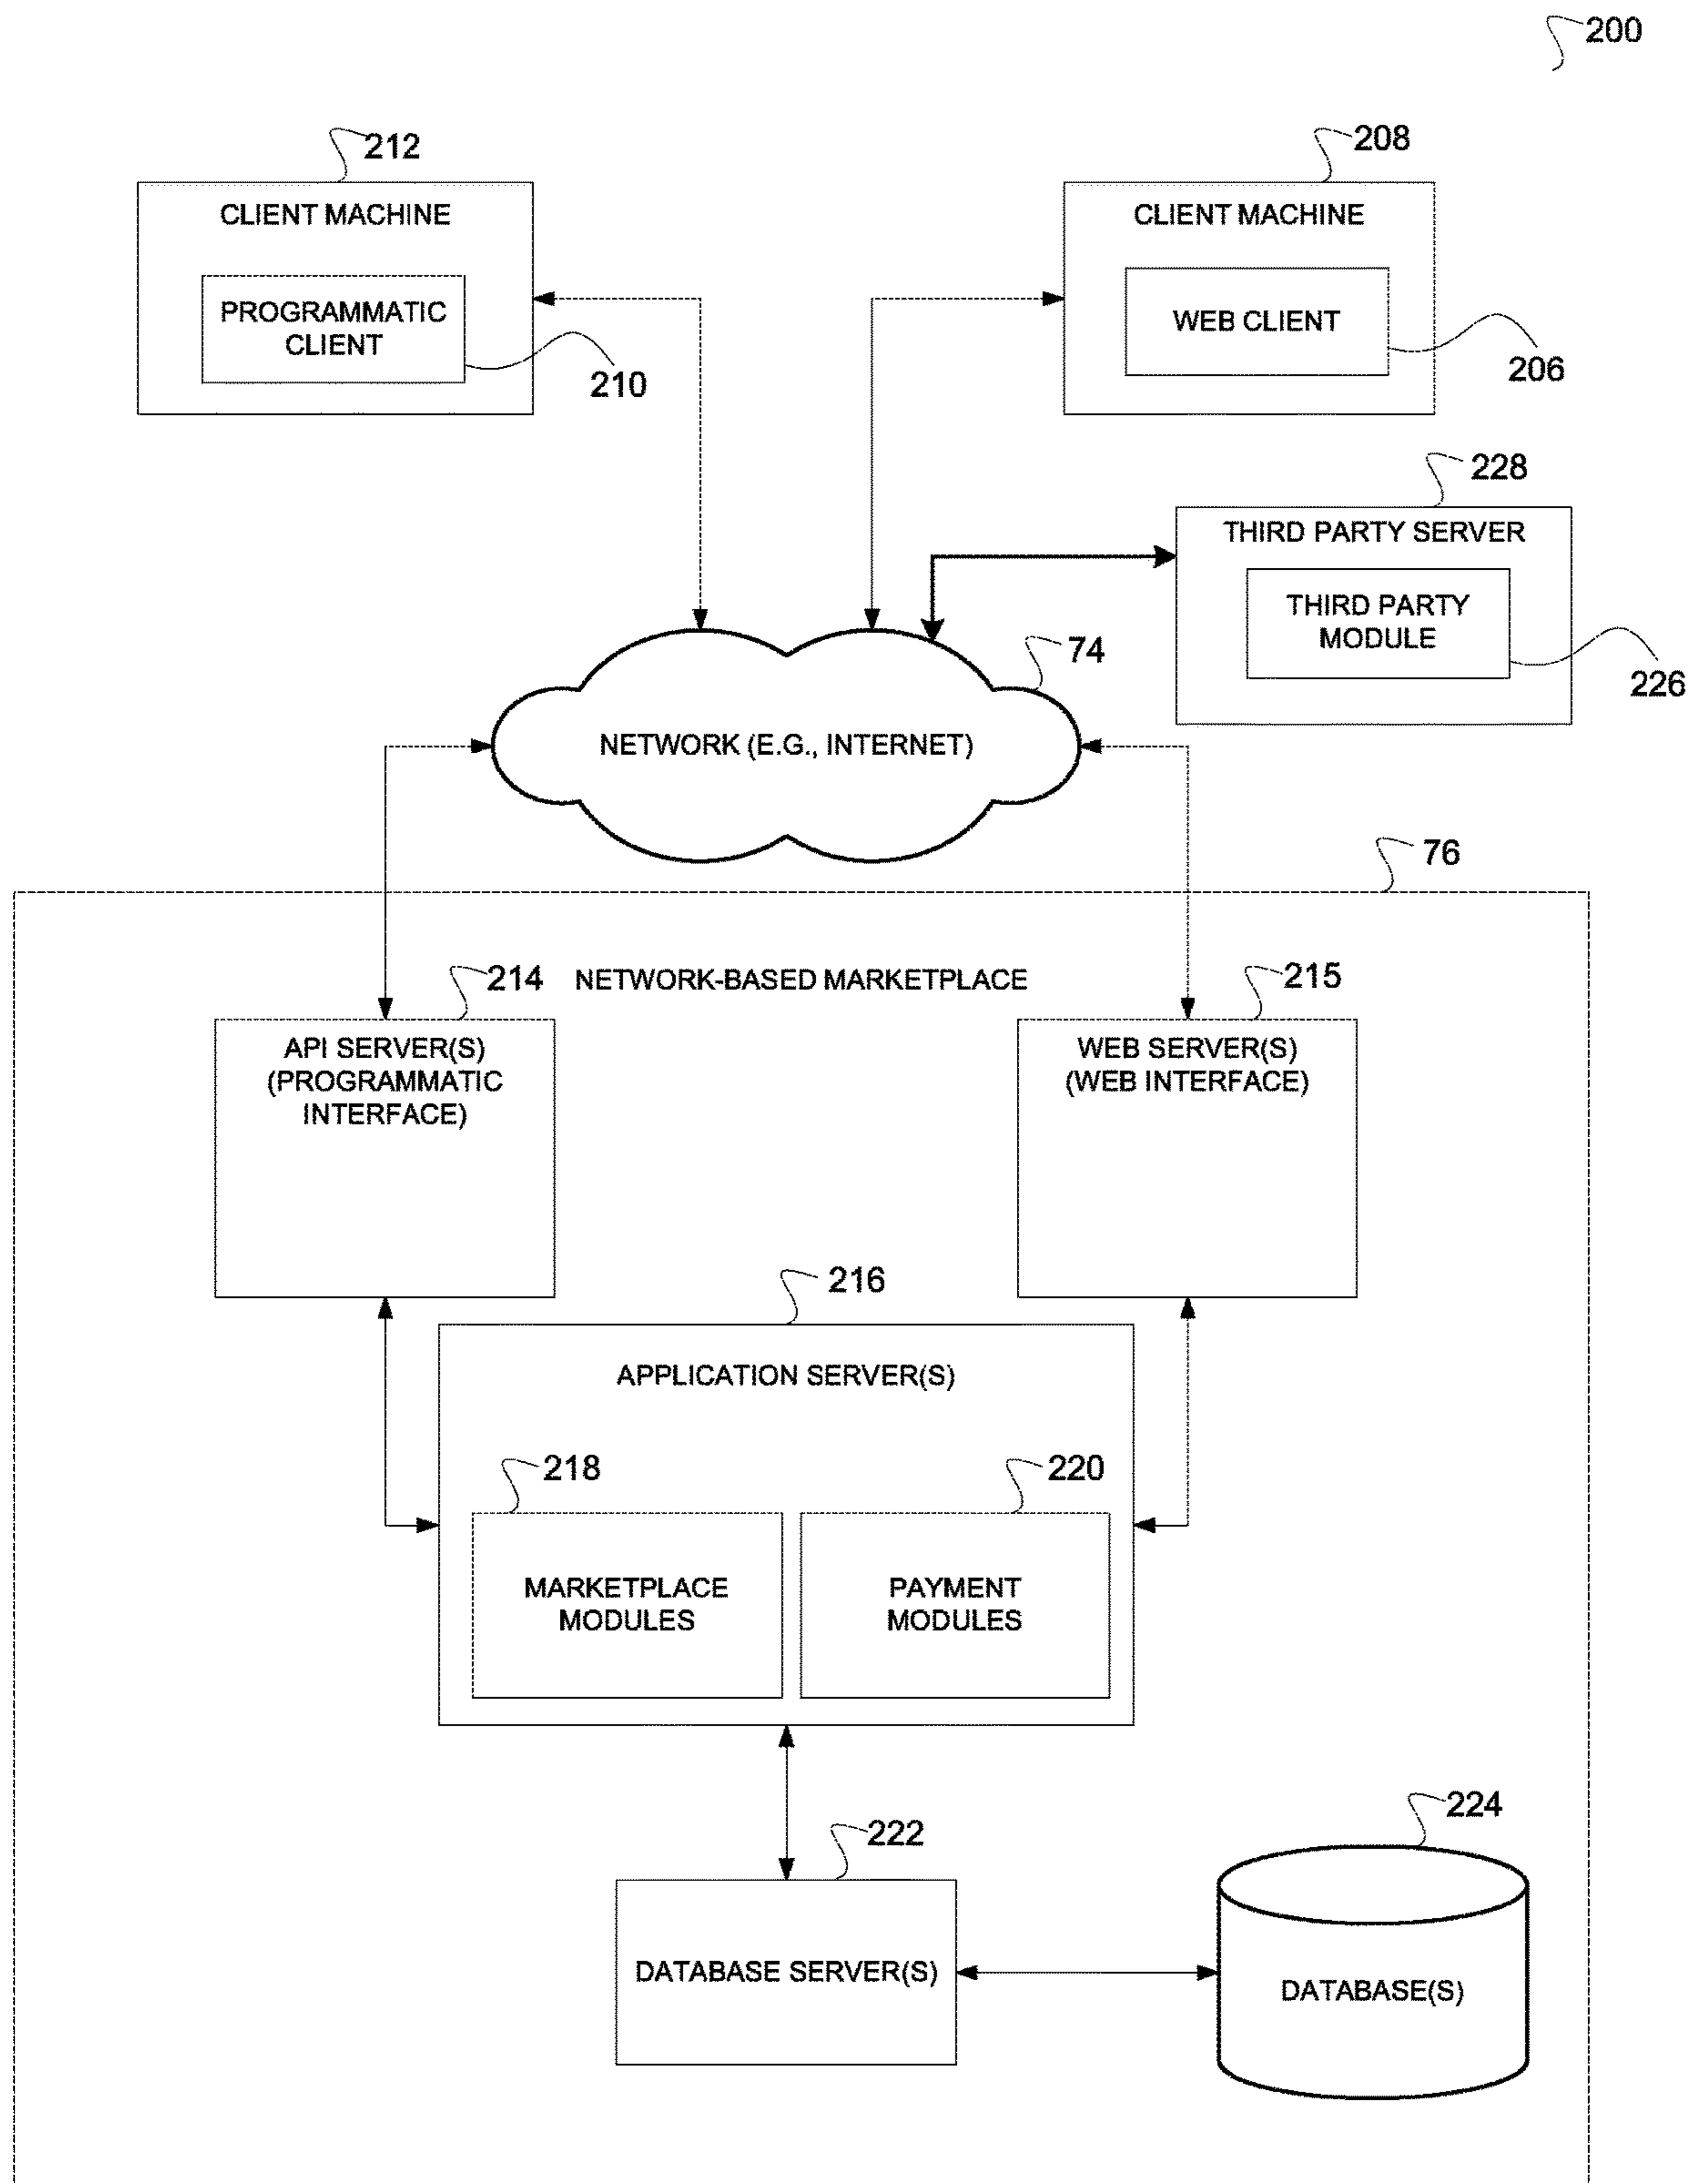 200
212
208
CLIENT MACHINE
CLIENT MACHINE
PROGRAMMATIC
CLIENT
WEB CLIENT
210
206
228
THIRD PARTY SERVER
THIRD PARTY
MODULE
226
74
NETWORK (E.G., INTERNET)
76
NETWORK-BASED MARKETPLACE
214
215
API SERVER(S)
(PROGRAMMATIC
INTERFACE)
WEB SERVER(S)
(WEB INTERFACE)
216
APPLICATION SERVER(S)
218
220
MARKETPLACE
MODULES
PAYMENT
MODULES
222
224
DATABASE SERVER(S)
DATABASE(S)